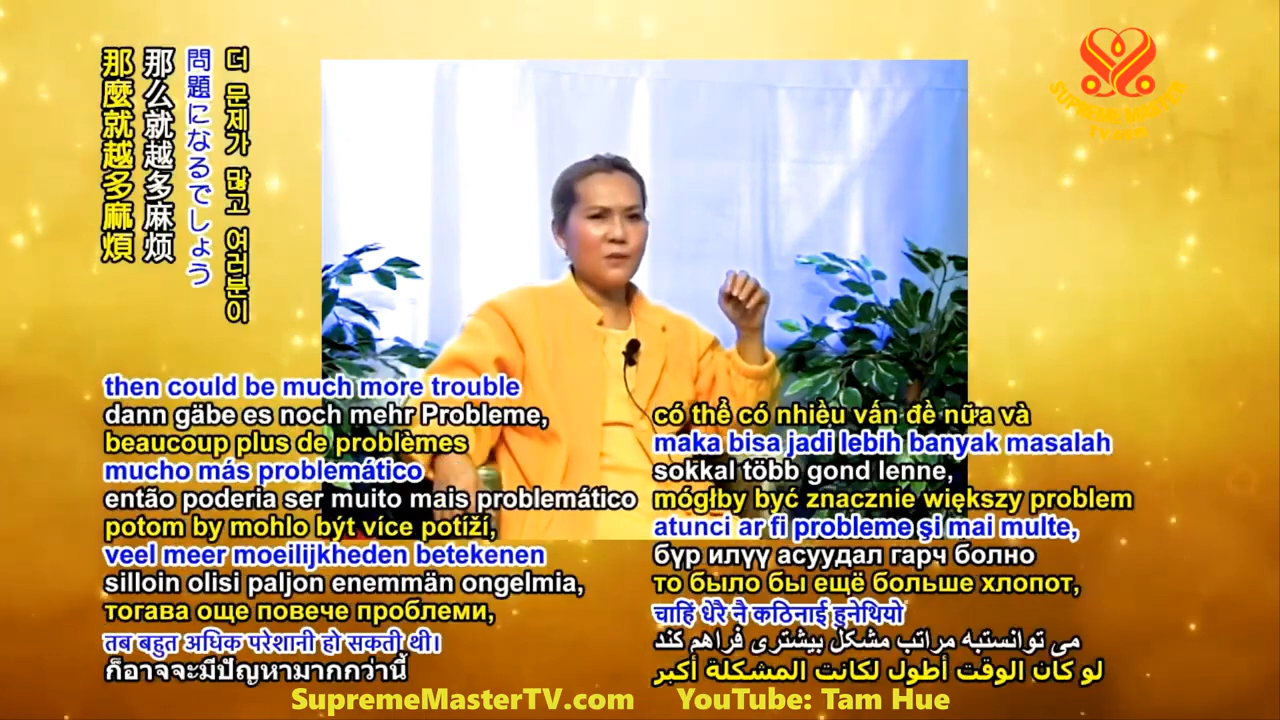 더 문제가 많고 여러분이
問題になるでしょう
那么就越多麻烦
那麼就越多麻煩
SUPREME MASTER
then could be much more trouble
dann gäbe es noch mehr Probleme,
beaucoup plus de problèmes
mucho más problemático
então poderia ser muito mais problemático
potom by mohlo být více potíží,
veel meer moeilijkheden betekenen
silloin olisi paljon enemmän ongelmia,
тогава още повече проблеми,
तब बहुत अधिक परेशानी हो सकती थी।
ก็อาจจะมีปัญหามากกว่านี้
có thể có nhiều vấn đề nữa và
maka bisa jadi lebih banyak masalah
sokkal több gond lenne,
mógłby być znacznie większy problem
atunci ar fi probleme şi mai multe,
бүр илүү асуудал гарч болно
то было бы ещё больше хлопот,
चाहिं धेरै नै कठिनाई हुनेथियो
می توانستبه مراتب مشکل بیشتری فراهم کند
لو كان الوقت أطول لكانت المشكلة أكبر
SupremeMasterTV.com YouTube: Tam Hue